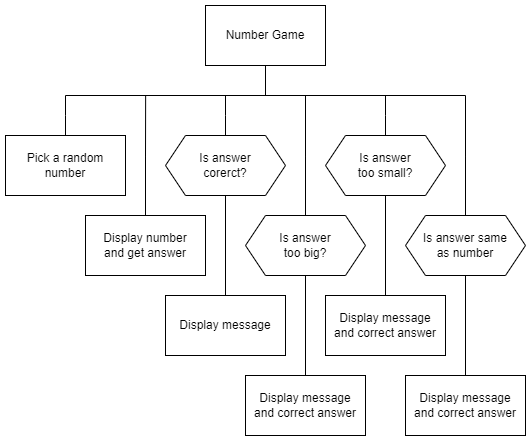 Number Game
Pick a random
number
Is answer
corerct?
Is answer
too small?
Display number
and get answer
Is answer
too big?
Is answer same
as number
Display message
Display message
and correct answer
Display message
and correct answer
Display message
and correct answer